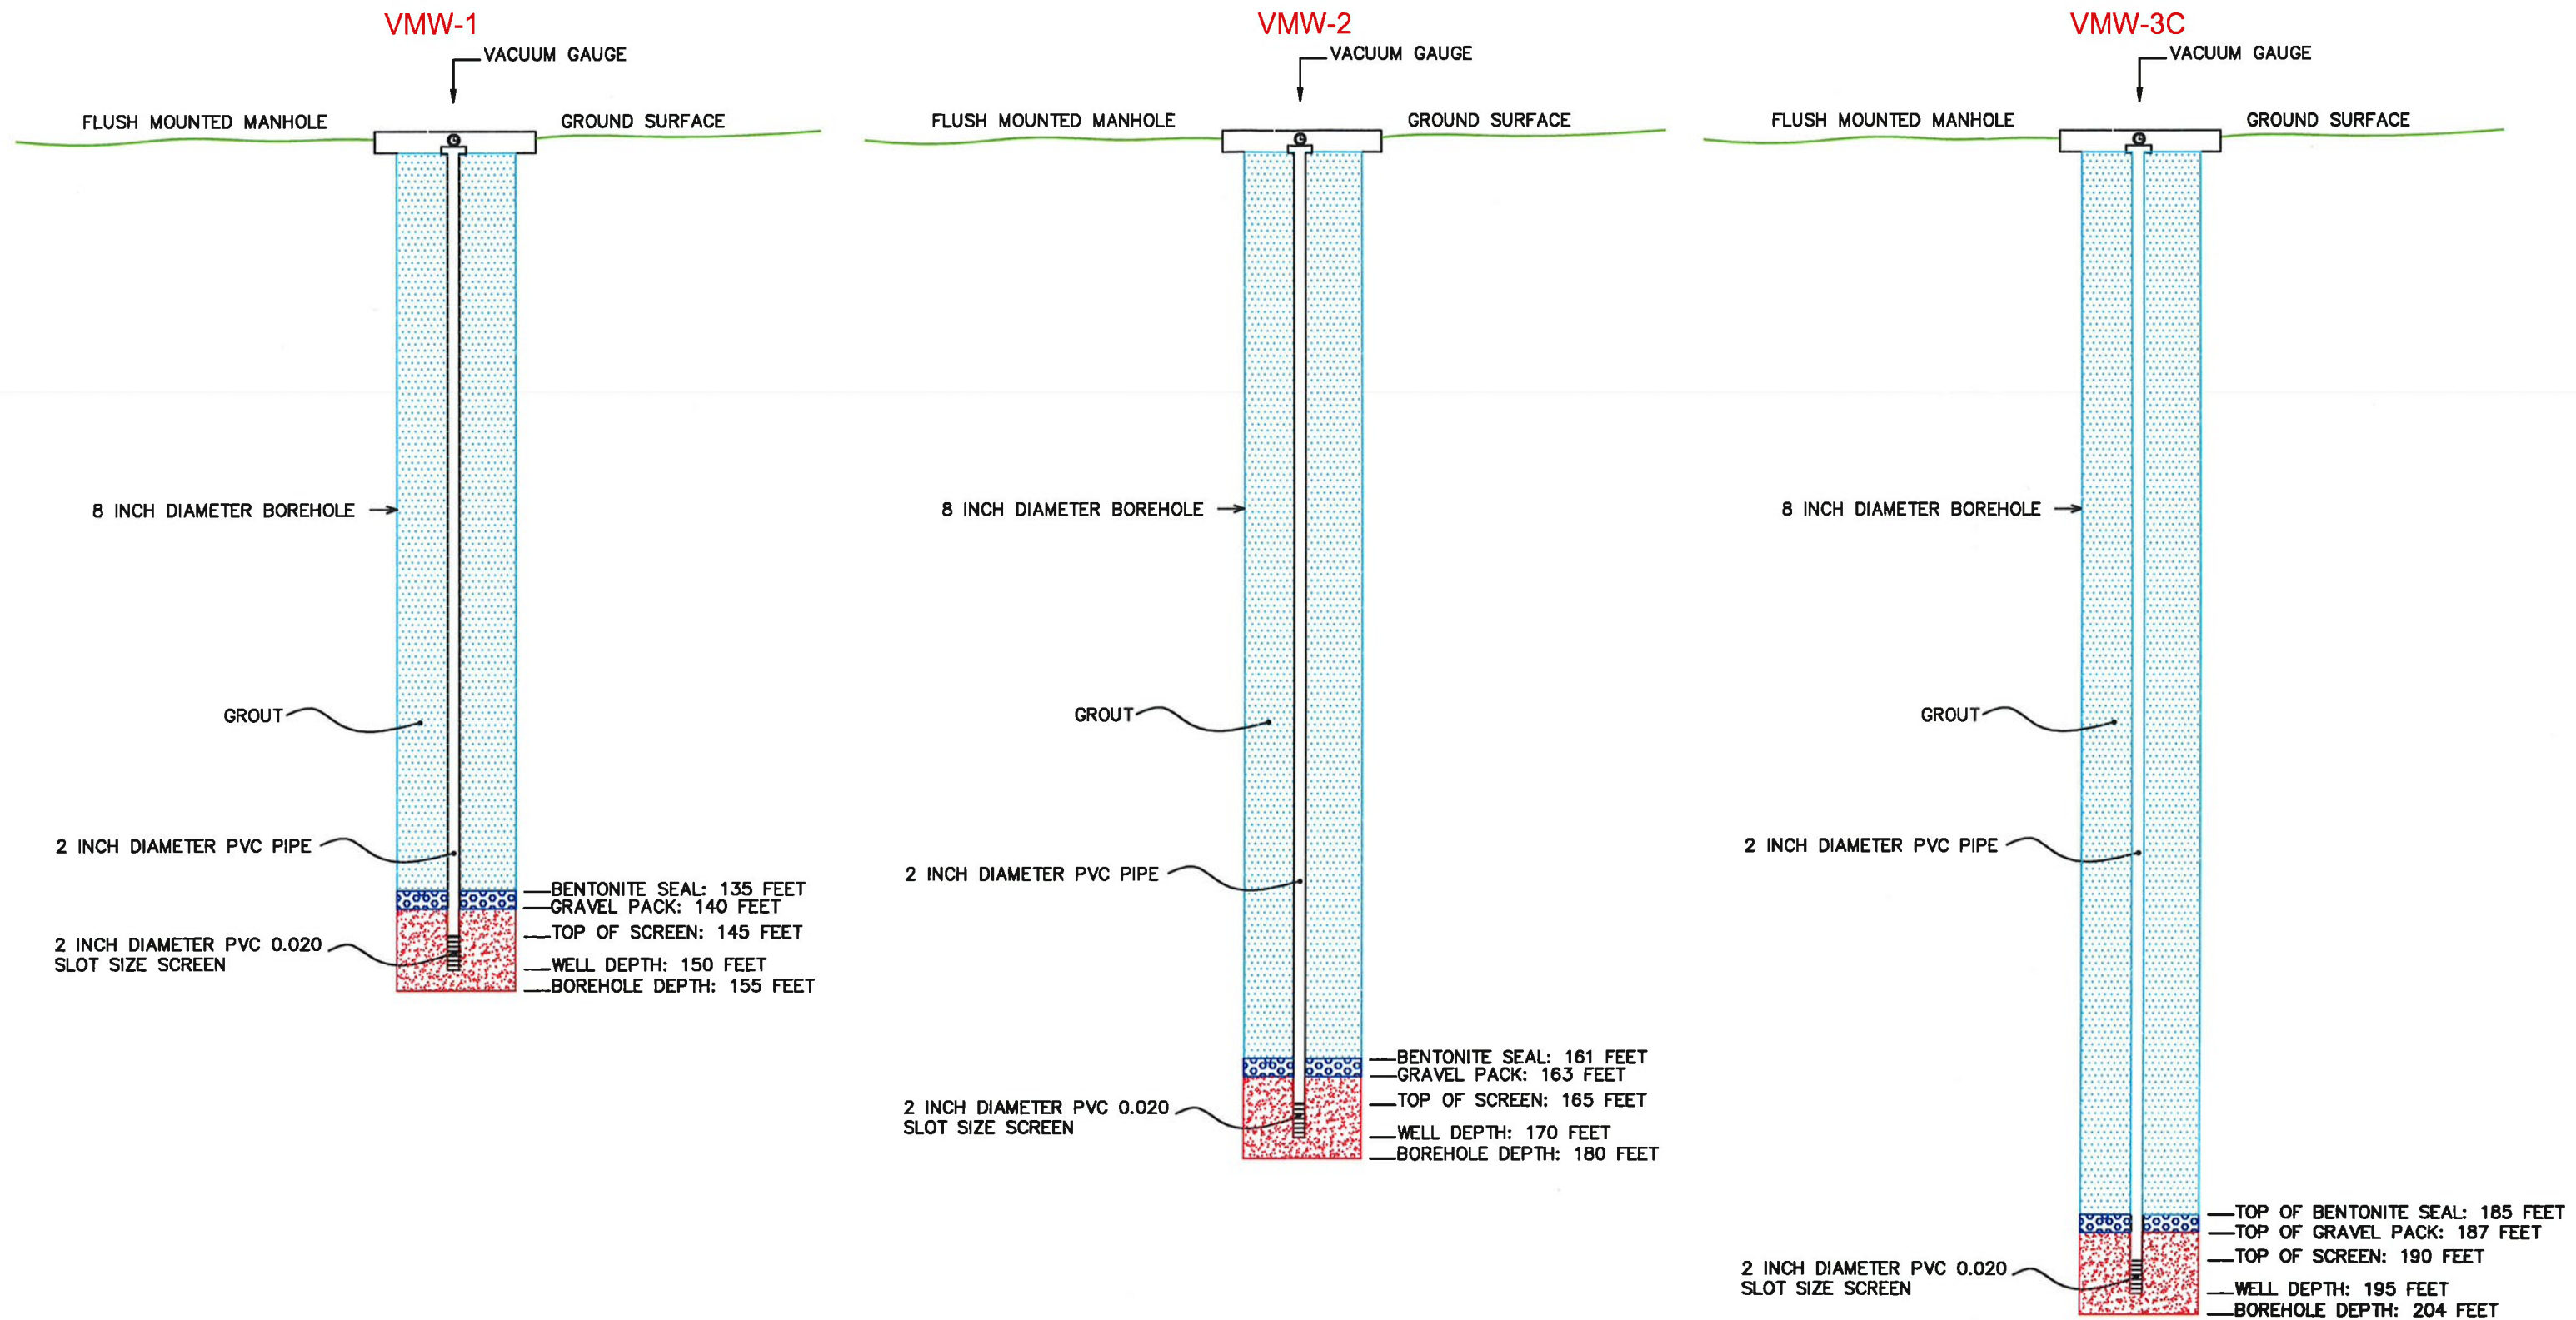 VMW-1
VACUUM GAUGE
FLUSH MOUNTED MANHOLE
GROUND SURFACE
8 INCH DIAMETER BOREHOLE
GROUT
2 INCH DIAMETER PVC PIPE
BENTONITE SEAL: 135 FEET
GRAVEL PACK: 140 FEET
TOP OF SCREEN: 145 FEET
2 INCH DIAMETER PVC 0.020
SLOT SIZE SCREEN
WELL DEPTH: 150 FEET
BOREHOLE DEPTH: 155 FEET
VMW-2
VACUUM GAUGE
FLUSH MOUNTED MANHOLE
GROUND SURFACE
8 INCH DIAMETER BOREHOLE
GROUT
2 INCH DIAMETER PVC PIPE
BENTONITE SEAL: 161 FEET
GRAVEL PACK: 163 FEET
TOP OF SCREEN: 165 FEET
2 INCH DIAMETER PVC 0.020
SLOT SIZE SCREEN
WELL DEPTH: 170 FEET
BOREHOLE DEPTH: 180 FEET
VMW-3C
VACUUM GAUGE
FLUSH MOUNTED MANHOLE
GROUND SURFACE
8 INCH DIAMETER BOREHOLE
GROUT
2 INCH DIAMETER PVC PIPE
TOP OF BENTONITE SEAL: 185 FEET
TOP OF GRAVEL PACK: 187 FEET
TOP OF SCREEN: 190 FEET
2 INCH DIAMETER PVC 0.020
SLOT SIZE SCREEN
WELL DEPTH: 195 FEET
BOREHOLE DEPTH: 204 FEET